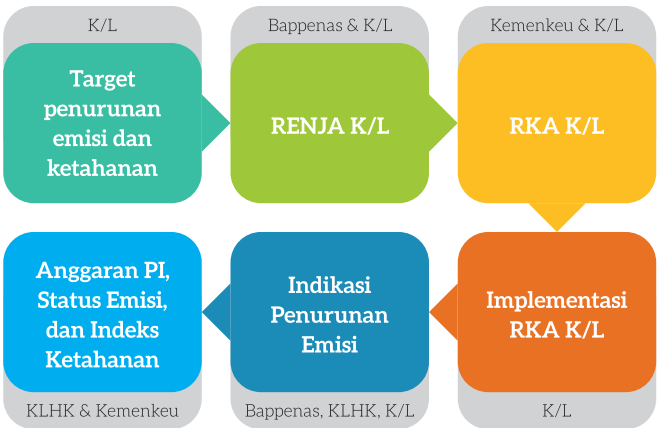 K/L
Target
penurunan
emisi dan
ketahanan
Bappenas & K/L
RENJA K/L
Kemenkeu & K/L
RKA K/L
Implementasi
RKA K/L
K/L
Indikasi
Penurunan
Emisi
Bappenas, KLHK, K/L
Anggaran PI,
Status Emisi,
dan Indeks
Ketahanan
KLHK & Kemenkeu